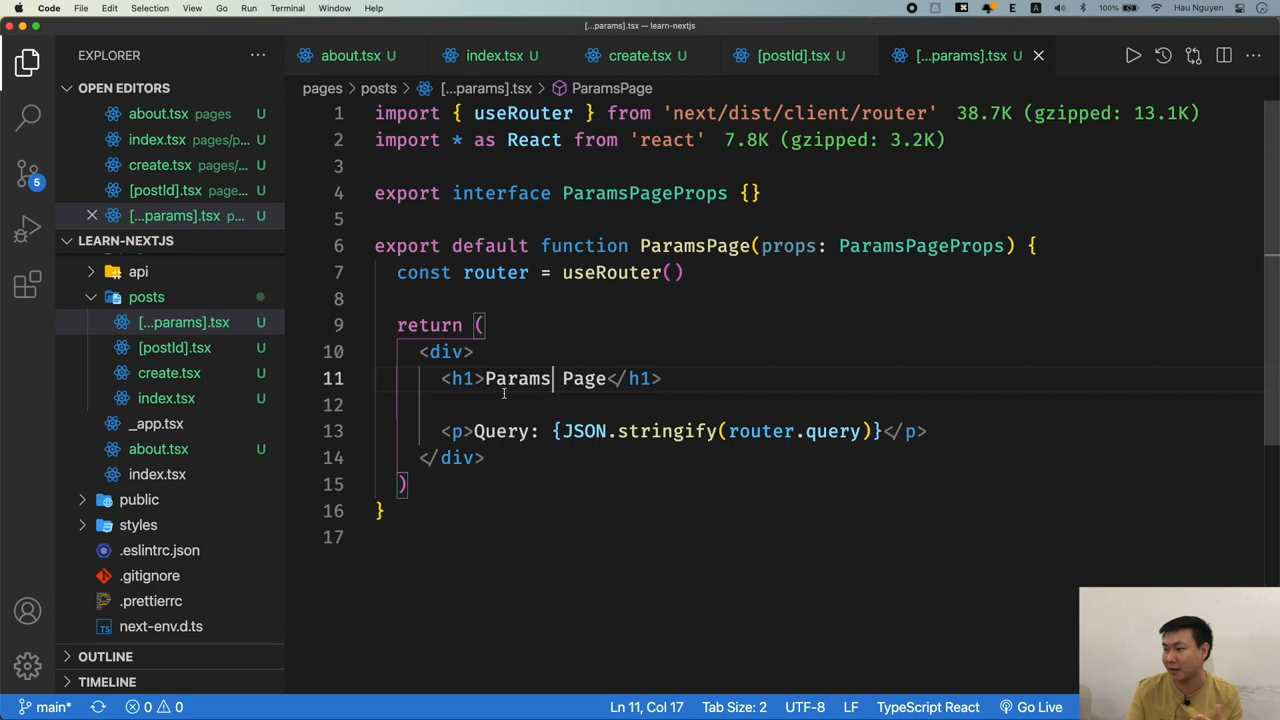 Code File Edit Selection View Go Run Terminal Window Help
100% Hau Nguyen
[...params].tsx — learn-nextjs
EXPLORER
about.tsx U
index.tsx U
create.tsx U
[postId].tsx U
[...params].tsx U
OPEN EDITORS
about.tsx pages U
index.tsx pages/p... U
create.tsx pages/... U
[postId].tsx page... U
[...params].tsx p... U
LEARN-NEXTJS
api
posts
[...params].tsx U
[postId].tsx U
create.tsx U
index.tsx U
_app.tsx
about.tsx U
index.tsx
public
styles
.eslintrc.json
.gitignore
.prettierrc
TS next-env.d.ts
OUTLINE
TIMELINE
5
pages > posts > [...params].tsx > ParamsPage
1 import { useRouter } from 'next/dist/client/router' 38.7K (gzipped: 13.1K)
2 import * as React from 'react' 7.8K (gzipped: 3.2K)
3
4 export interface ParamsPageProps {}
5
6 export default function ParamsPage(props: ParamsPageProps) {
7 const router = useRouter()
8
9 return (
10 <div>
11 <h1>Params Page</h1>
12
13 <p>Query: {JSON.stringify(router.query)}</p>
14 </div>
15 )
16 }
17
main* 0 0 Ln 11, Col 17 Tab Size: 2 UTF-8 LF TypeScript React Go Live